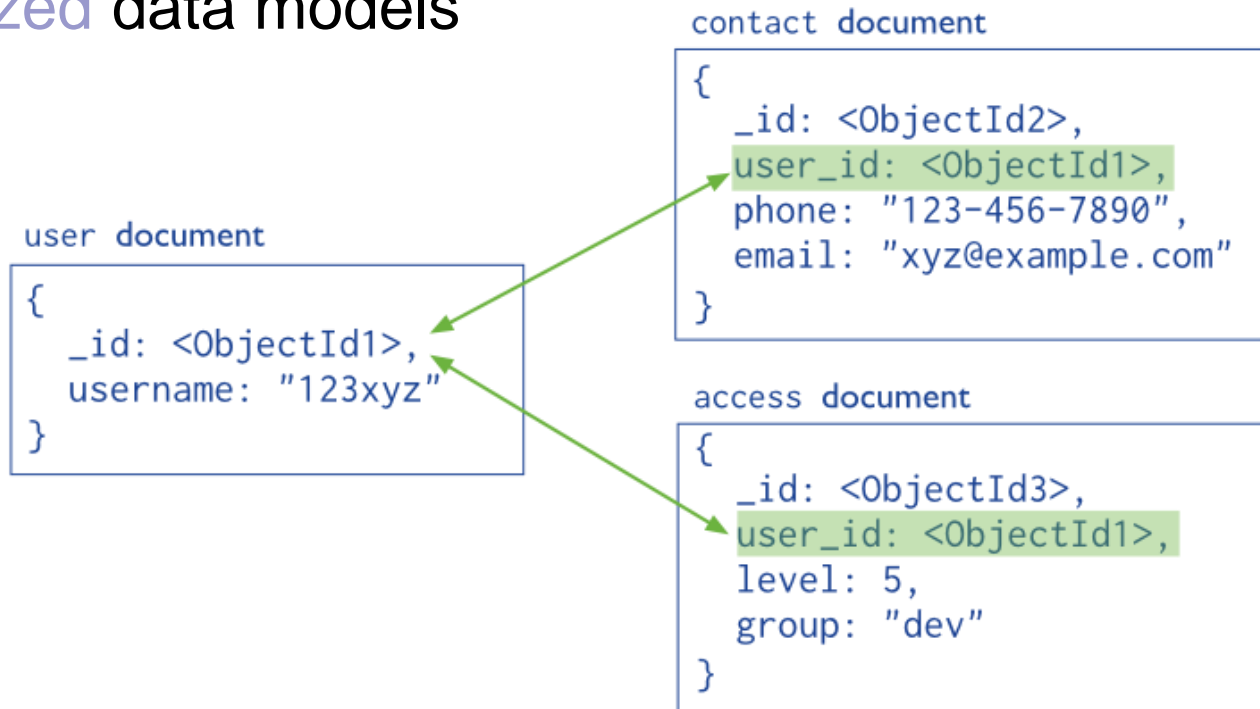 zed data models
contact document
{
_id: <ObjectId2>,
user_id: <ObjectId1>,
phone: "123-456-7890",
email: "xyz@example.com"
}
user document
{
_id: <ObjectId1>,
username: "123xyz"
}
access document
{
_id: <ObjectId3>,
user_id: <ObjectId1>,
level: 5,
group: "dev"
}